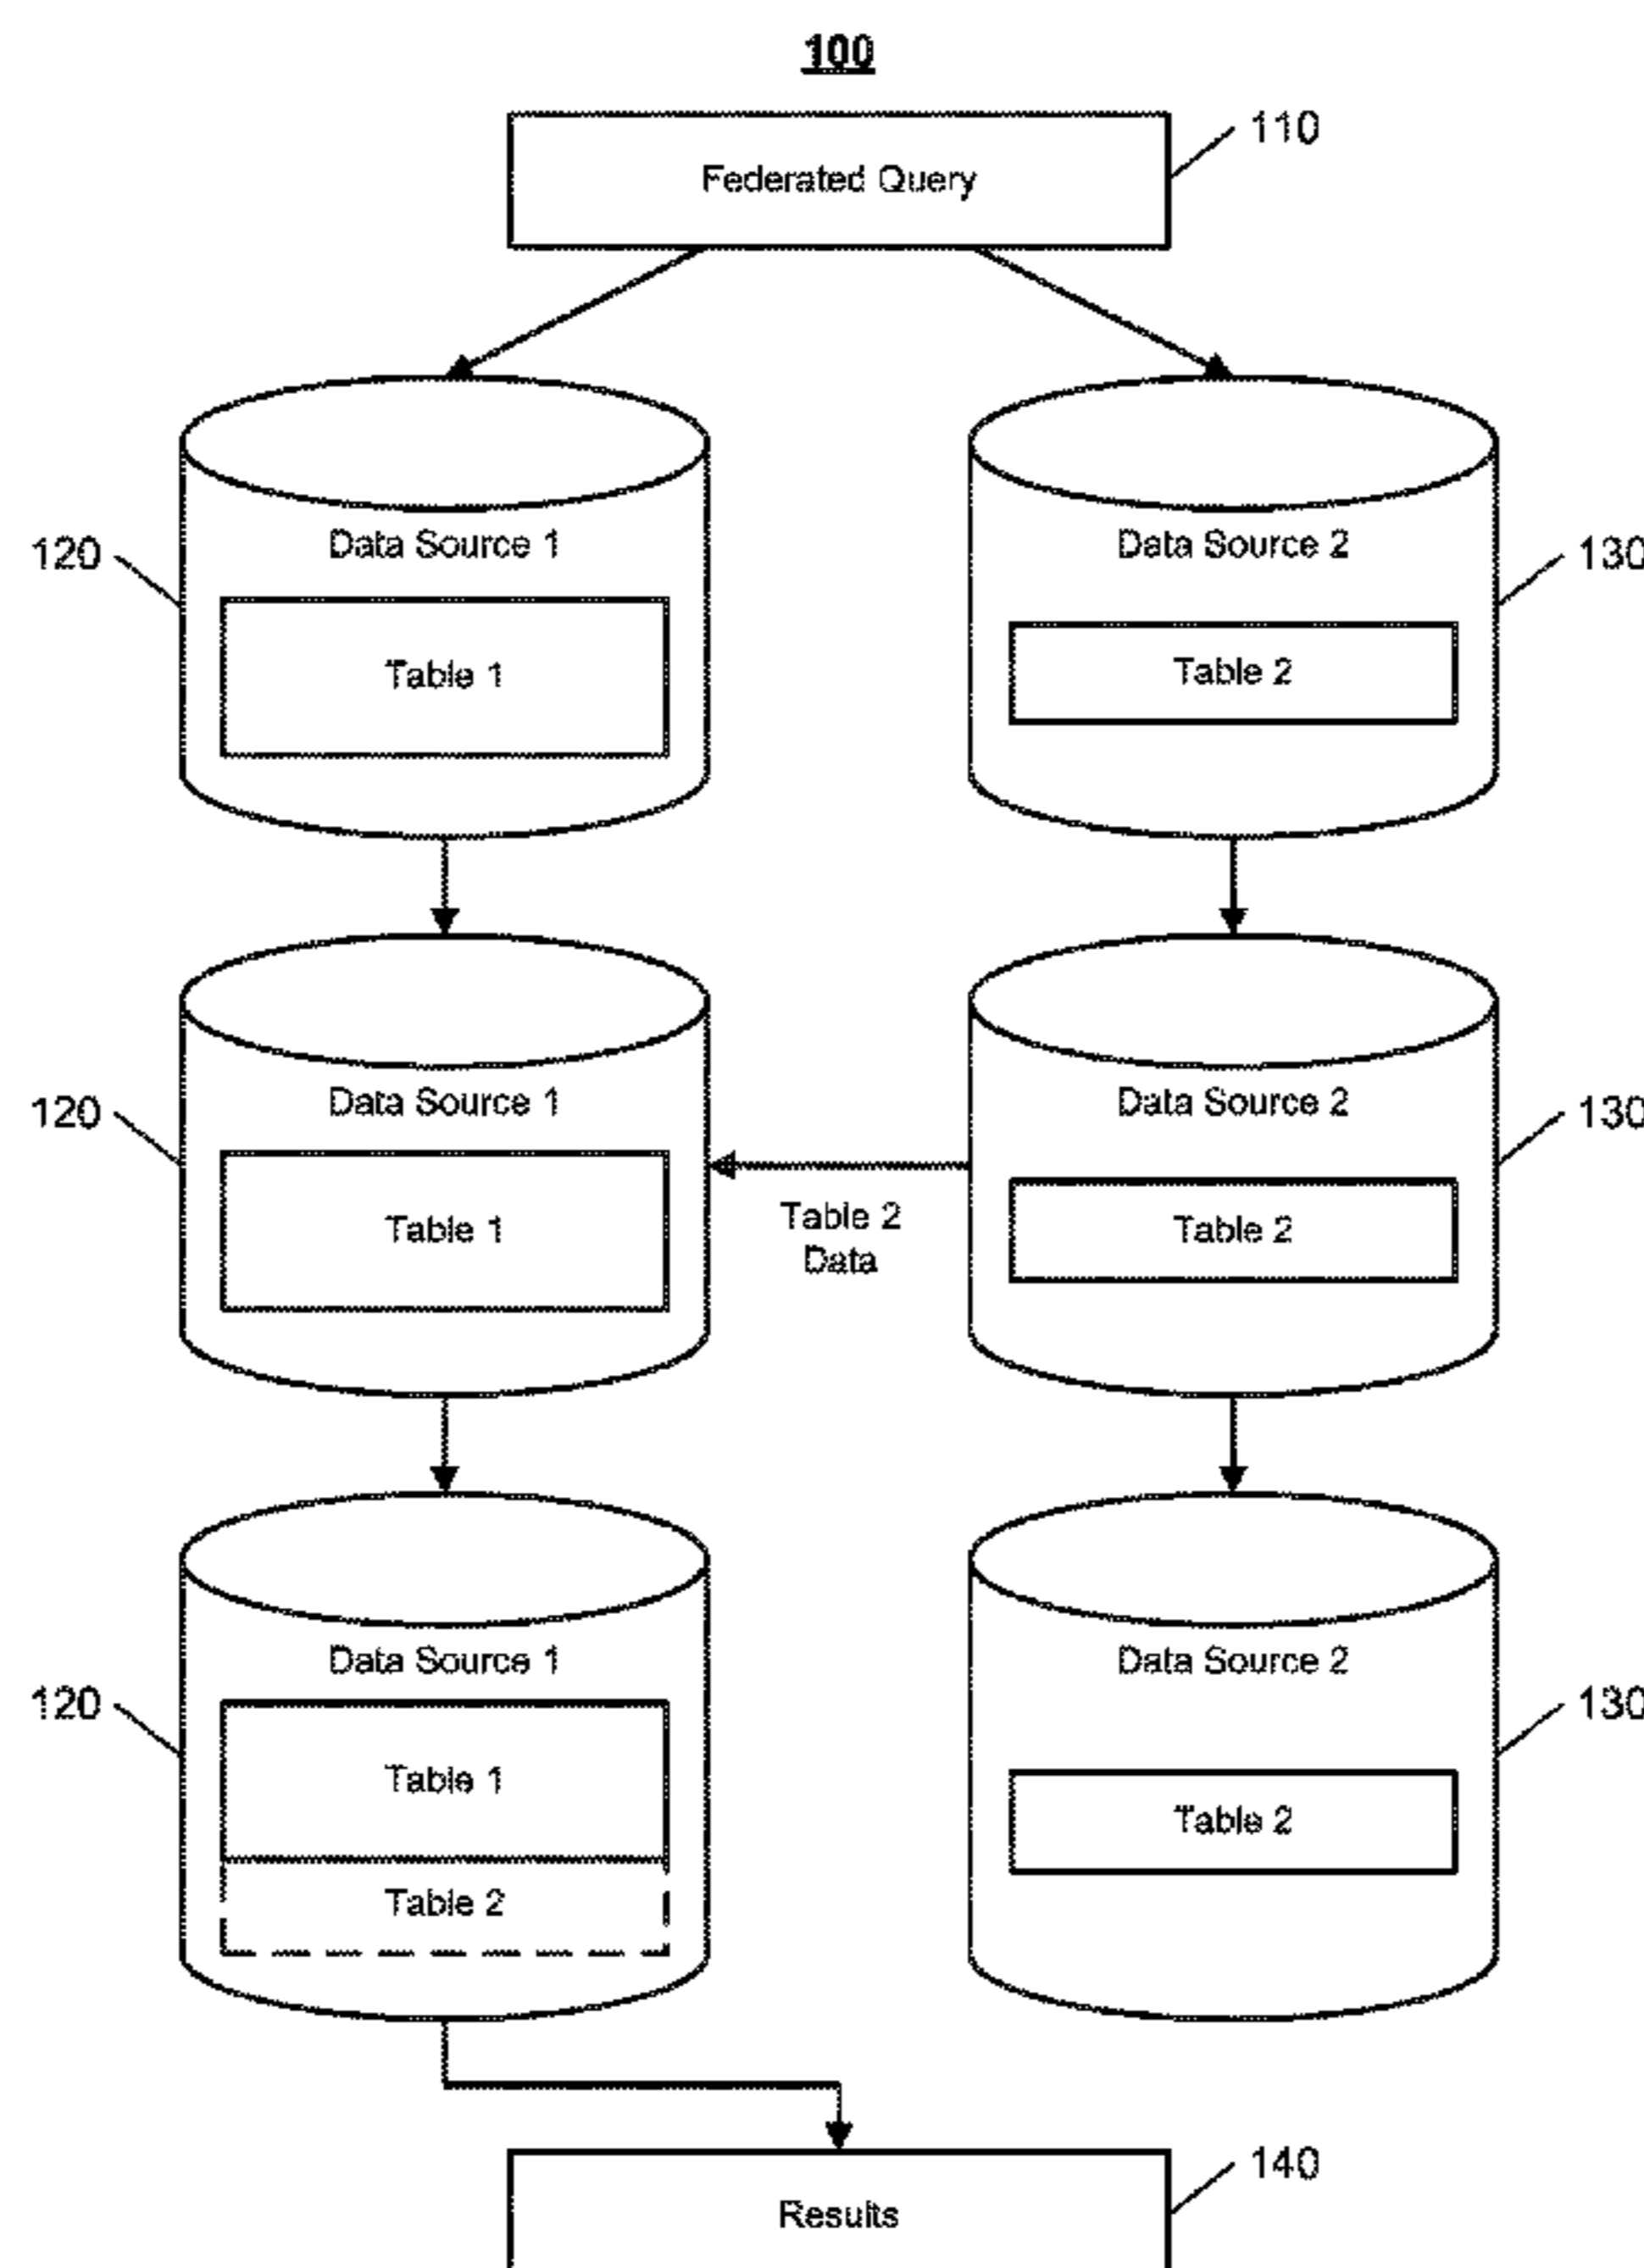 100
110
Federated Query
Data Source 1
Data Source 2
120
130
Table 1
Table 2
Data Source 1
Data Source 2
120
130
Table 2
Data
Table 1
Table 2
Data Source 1
Data Source 2
120
130
Table 1
Table 2
Table 2
140
Results